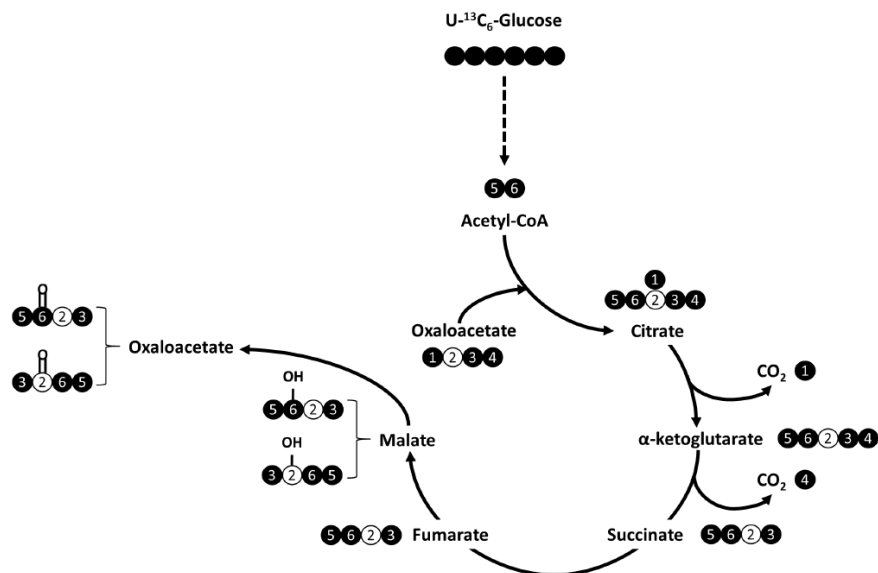 U-¹³C₆-Glucose
5 6
Acetyl-CoA
1
5 6 2 3 4
Citrate
Oxaloacetate
1 2 3 4
CO₂ 1
α-ketoglutarate 5 6 2 3 4
CO₂ 4
Succinate 5 6 2 3
5 6 2 3 Fumarate
Malate
OH
5 6 2 3
OH
3 2 6 5
Oxaloacetate
O
5 6 2 3
O
3 2 6 5